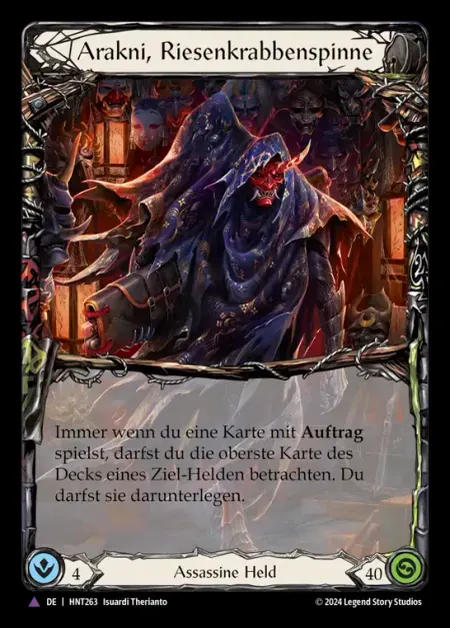 Arakni, Riesenkrabbenspinne
Immer wenn du eine Karte mit Auftrag
spielst, darfst du die oberste Karte des
Decks eines Ziel-Helden betrachten. Du
darfst sie darunterlegen.
4
Assassine Held
40
DE | HNT263 Isuardi Therianto
© 2024 Legend Story Studios